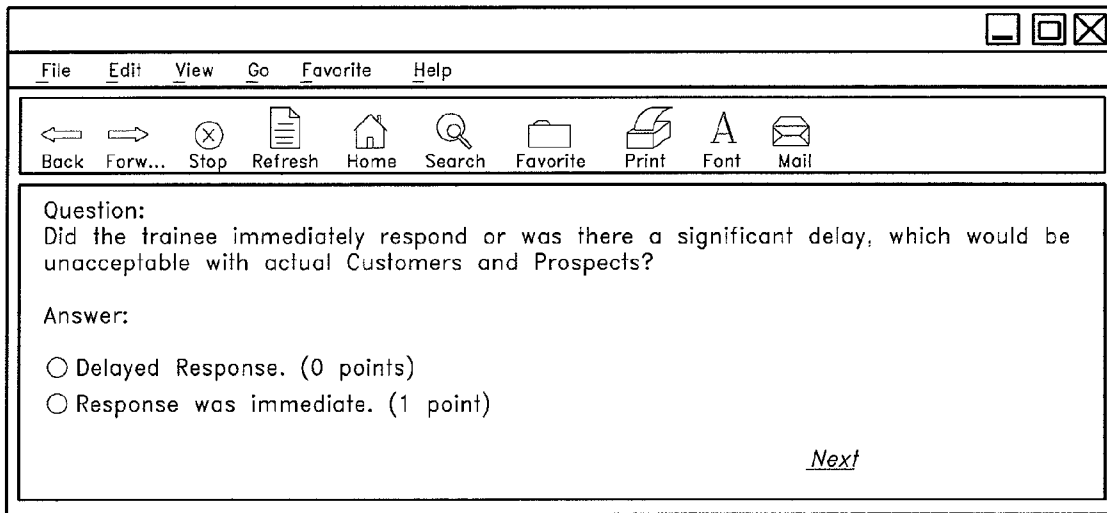 File Edit View Go Favorite Help
Back Forw... Stop Refresh Home Search Favorite Print Font Mail
Question:
Did the trainee immediately respond or was there a significant delay, which would be
unacceptable with actual Customers and Prospects?
Answer:
Delayed Response. (0 points)
Response was immediate. (1 point)
Next